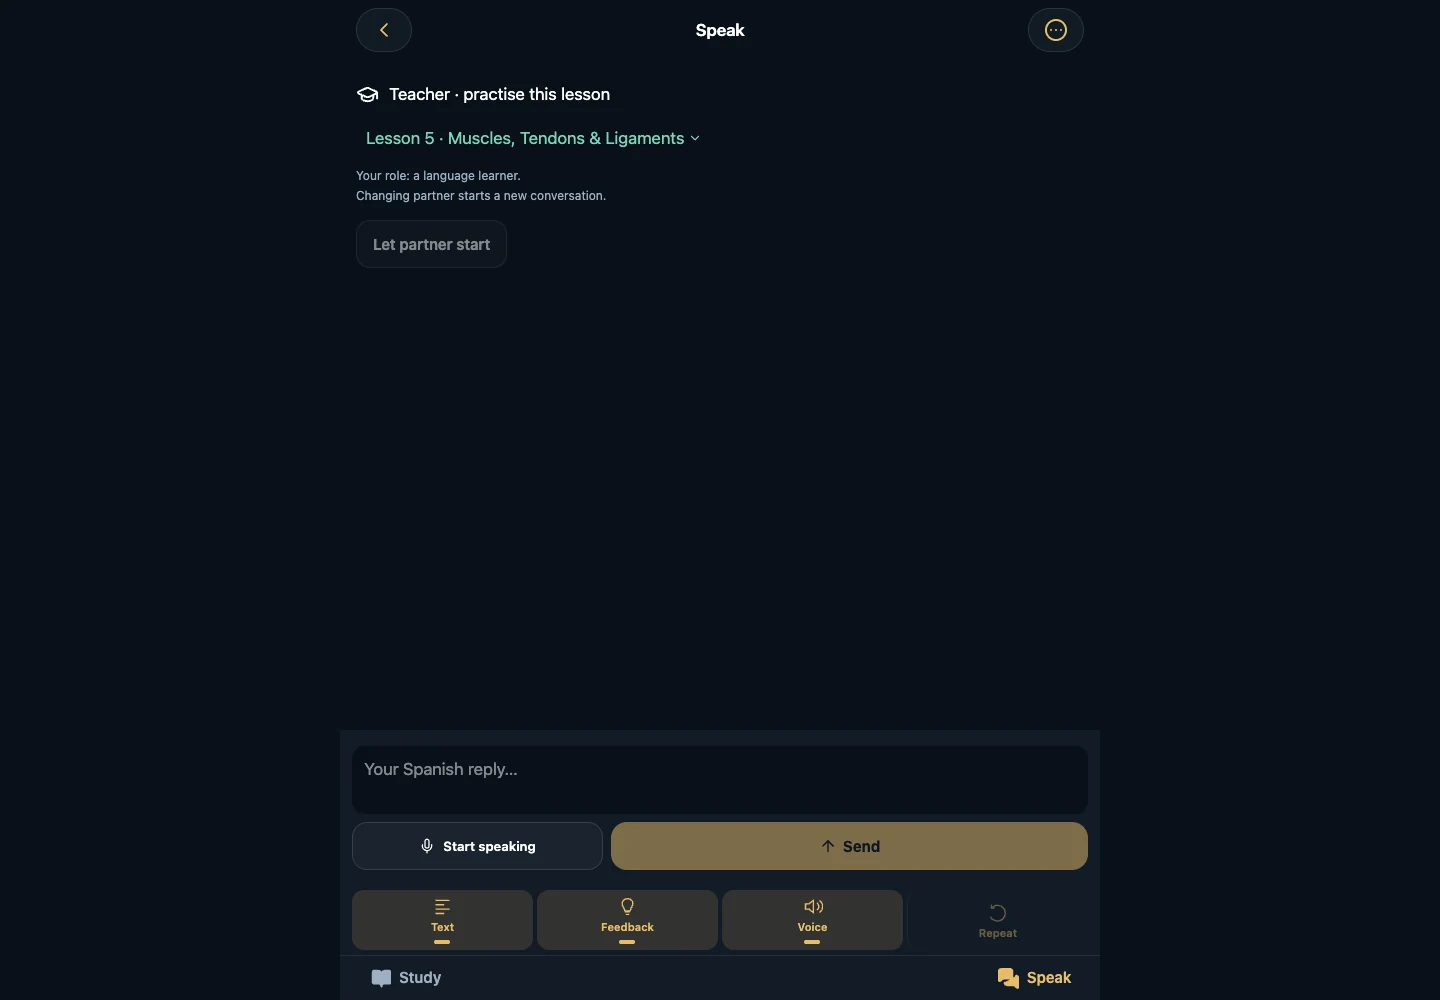 Speak
Teacher · practise this lesson
Lesson 5 · Muscles, Tendons & Ligaments
Your role: a language learner.
Changing partner starts a new conversation.
Let partner start
Your Spanish reply...
Start speaking
Send
Text
Feedback
Voice
Repeat
Study
Speak